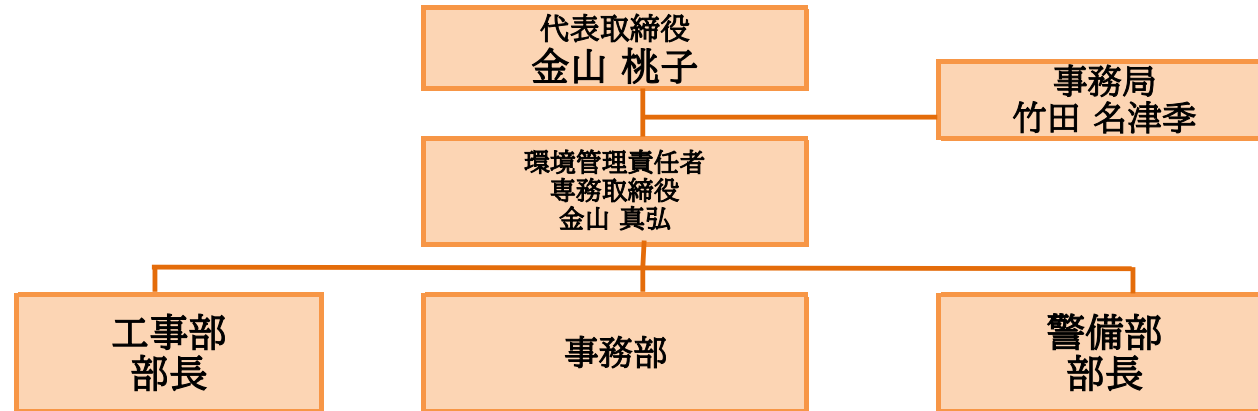 代表取締役
金山 桃子
事務局
竹田 名津季
環境管理責任者
専務取締役
金山 真弘
工事部
部長
事務部
警備部
部長